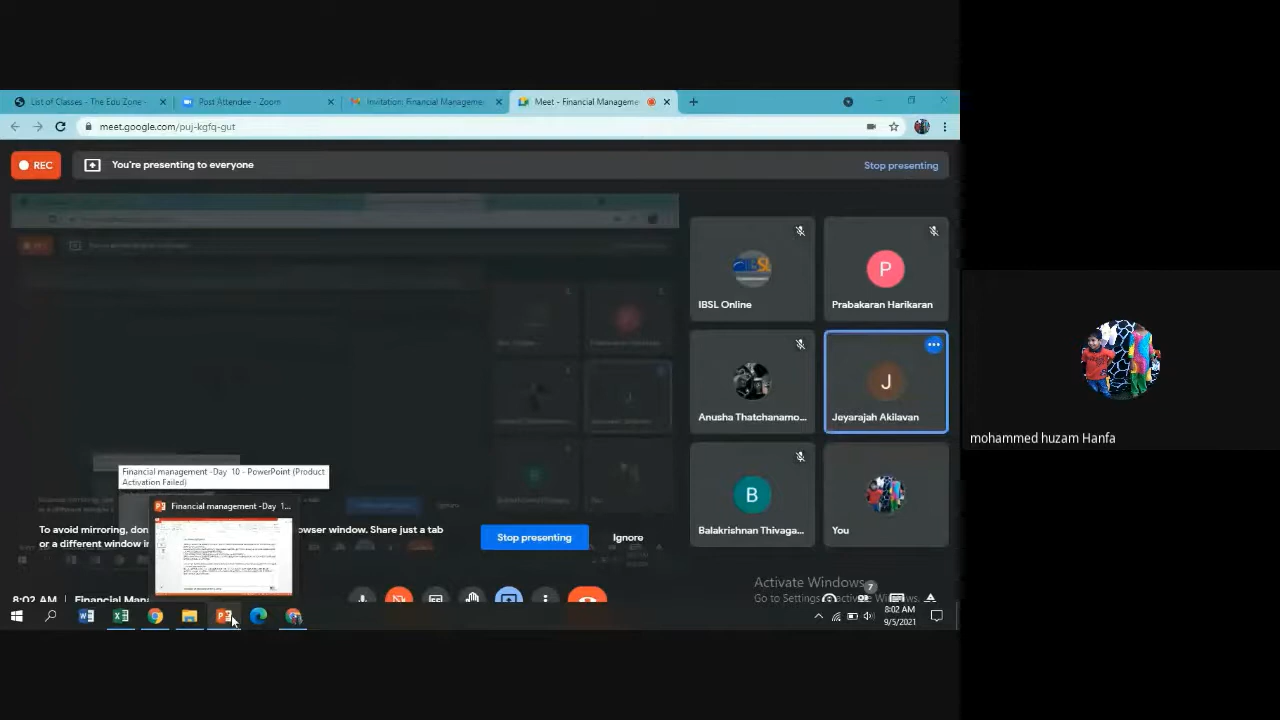 List of Classes - The Edu Zone -
Post Attendee - Zoom
Invitation: Financial Manageme
Meet - Financial Manageme
meet.google.com/puj-kgfq-gut
REC
You're presenting to everyone
Stop presenting
IBSL Online
Prabakaran Harikaran
Anusha Thatchanamo...
J
Jeyarajah Akilavan
P
B
Balakrishnan Thivaga...
You
mohammed huzam Hanfa
Financial management -Day 10 - PowerPoint (Product
Activation Failed)
Financial management -Day 1...
To avoid mirroring, don
owser window. Share just a tab
or a different window in
Stop presenting
Ignore
Activate Windows
Go to Settings
8:02 AM
Financial Man
7
8:02 AM
9/5/2021